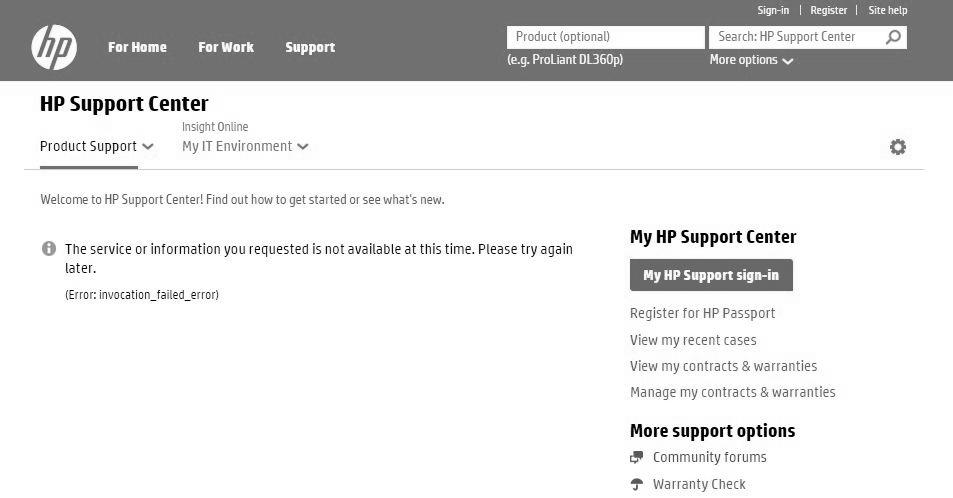 Sign-in | Register | Site help
hp For Home For Work Support
Product (optional) Search: HP Support Center
(e.g. ProLiant DL360p) More options
HP Support Center
Insight Online
Product Support My IT Environment
Welcome to HP Support Center! Find out how to get started or see what's new.
The service or information you requested is not available at this time. Please try again
later.
(Error: invocation_failed_error)
My HP Support Center
My HP Support sign-in
Register for HP Passport
View my recent cases
View my contracts & warranties
Manage my contracts & warranties
More support options
Community forums
Warranty Check